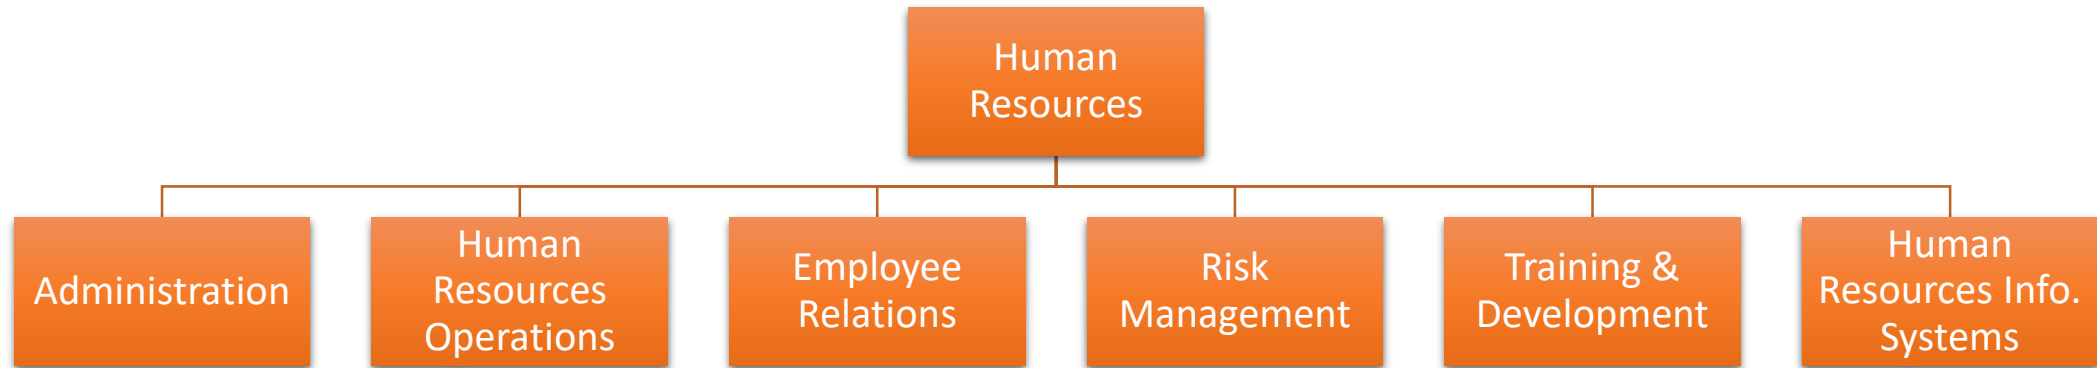 Human
Resources
Administration
Human
Resources
Operations
Employee
Relations
Risk
Management
Training &
Development
Human
Resources Info.
Systems